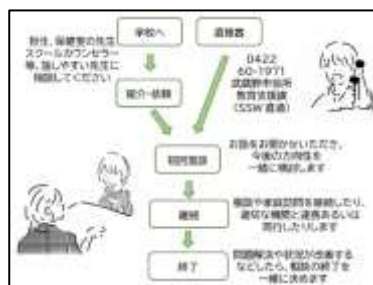 学校へ
担任、保健室の先生
スクールカウンセラー
等、話しやすい先生に
相談してください
紹介・依頼
直接
0422
60-1971
武蔵野市役所
教育支援課
(SSW直通)
初回面談
お話をお聞かせいただき、
今後の方向性を
一緒に検討します
継続
面談や家庭訪問を継続したり、
適切な機関と連携あるいは
同行したりします
終了
問題解決や状況が改善する
などしたら、相談の終了を
一緒に決めます